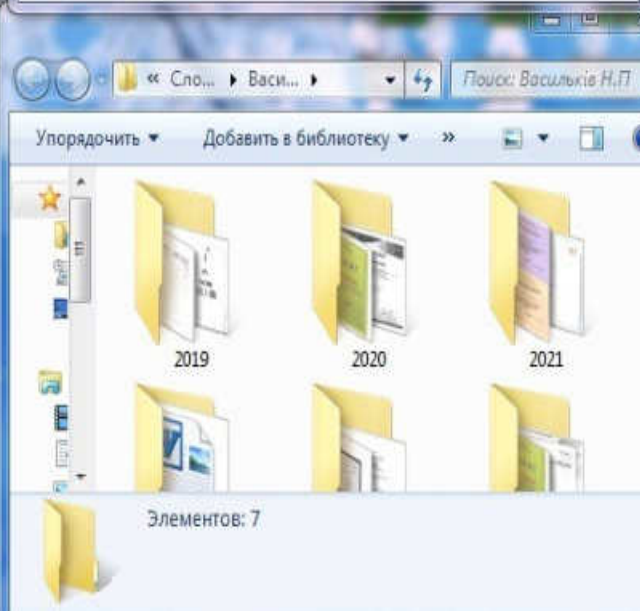 « Сло... Васи...
Поиск: Васильків Н.П
Упорядочить Добавить в библиотеку »
2019 2020 2021
Элементов: 7